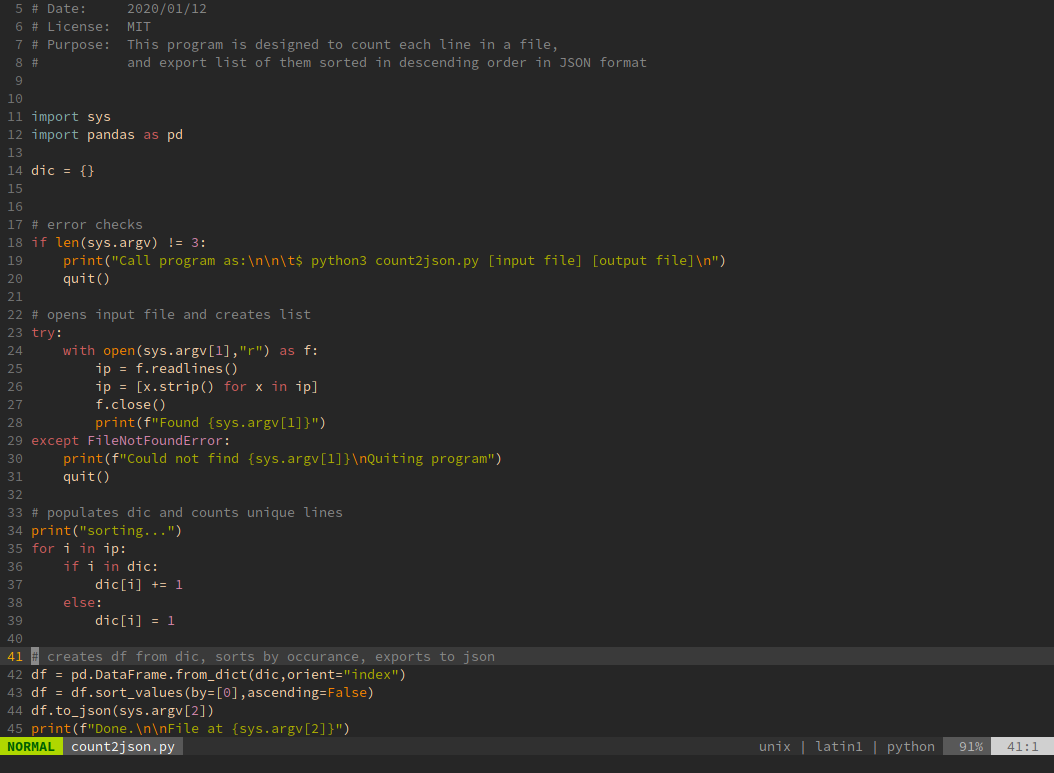 5 # Date:     2020/01/12
6 # License:  MIT
7 # Purpose:  This program is designed to count each line in a file,
8 #           and export list of them sorted in descending order in JSON format
9
10
11 import sys
12 import pandas as pd
13
14 dic = {}
15
16
17 # error checks
18 if len(sys.argv) != 3:
19     print("Call program as:\n\n\t$ python3 count2json.py [input file] [output file]\n")
20     quit()
21
22 # opens input file and creates list
23 try:
24     with open(sys.argv[1],"r") as f:
25         ip = f.readlines()
26         ip = [x.strip() for x in ip]
27         f.close()
28         print(f"Found {sys.argv[1]}")
29 except FileNotFoundError:
30     print(f"Could not find {sys.argv[1]}\nQuiting program")
31     quit()
32
33 # populates dic and counts unique lines
34 print("sorting...")
35 for i in ip:
36     if i in dic:
37         dic[i] += 1
38     else:
39         dic[i] = 1
40
41 # creates df from dic, sorts by occurance, exports to json
42 df = pd.DataFrame.from_dict(dic,orient="index")
43 df = df.sort_values(by=[0],ascending=False)
44 df.to_json(sys.argv[2])
45 print(f"Done.\n\nFile at {sys.argv[2]}")
NORMAL count2json.py unix | latin1 | python 91% 41:1